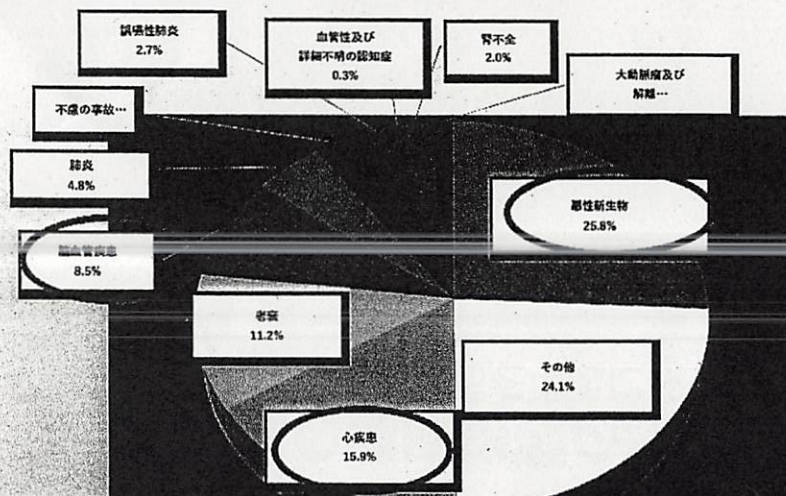 誤嚥性肺炎
2.7%
血管性及び
詳細不明の認知症
0.3%
腎不全
2.0%
大動脈瘤及び
解離…
不慮の事故…
肺炎
4.8%
悪性新生物
25.8%
脳血管疾患
8.5%
老衰
11.2%
その他
24.1%
心疾患
15.9%